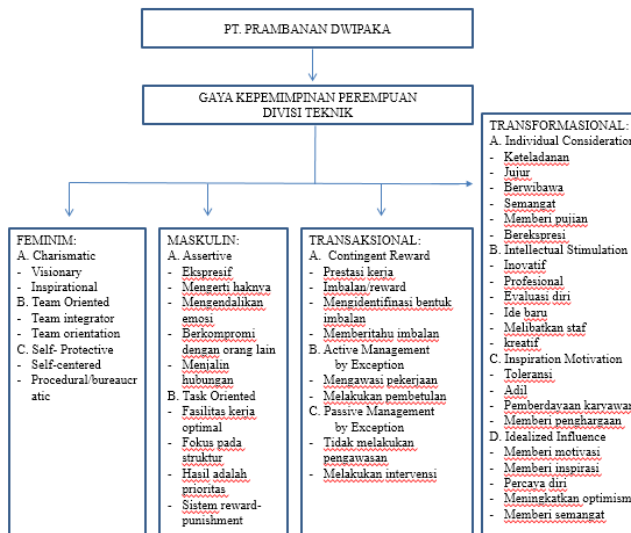 PT. PRAMBANAN DWIPAKA
GAYA KEPEMIMPINAN PEREMPUAN
DIVISI TEKNIK
FEMINIM:
A. Charismatic
- Visionary
- Inspirational
B. Team Oriented
- Team integrator
- Team orientation
C. Self- Protective
- Self-centered
- Procedural/bureaucr
atic
MASKULIN:
A. Assertive
- Ekspresif
- Mengerti haknya
- Mengendalikan
emosi
- Berkompromi
dengan orang lain
- Menjalin
hubungan
B. Task Oriented
- Fasilitas kerja
optimal
- Fokus pada
struktur
- Hasil adalah
prioritas
- Sistem reward-
punishment
TRANSAKSIONAL:
A. Contingent Reward
- Prestasi kerja
- Imbalan/reward
- Mengidentifinasi bentuk
imbalan
- Memberitahu imbalan
B. Active Management
by Exception
- Mengawasi pekerjaan
- Melakukan pembetulan
C. Passive Management
by Exception
- Tidak melakukan
pengawasan
- Melakukan intervensi
TRANSFORMASIONAL:
A. Individual Consideration
- Keteladanan
- Jujur
- Berwibawa
- Semangat
- Memberi pujian
- Berekspresi
B. Intellectual Stimulation
- Inovatif
- Profesional
- Evaluasi diri
- Ide baru
- Melibatkan staf
- kreatif
C. Inspiration Motivation
- Toleransi
- Adil
- Pemberdayaan karyawan
- Memberi penghargaan
D. Idealized Influence
- Memberi motivasi
- Memberi inspirasi
- Percaya diri
- Meningkatkan optimism
- Memberi semangat